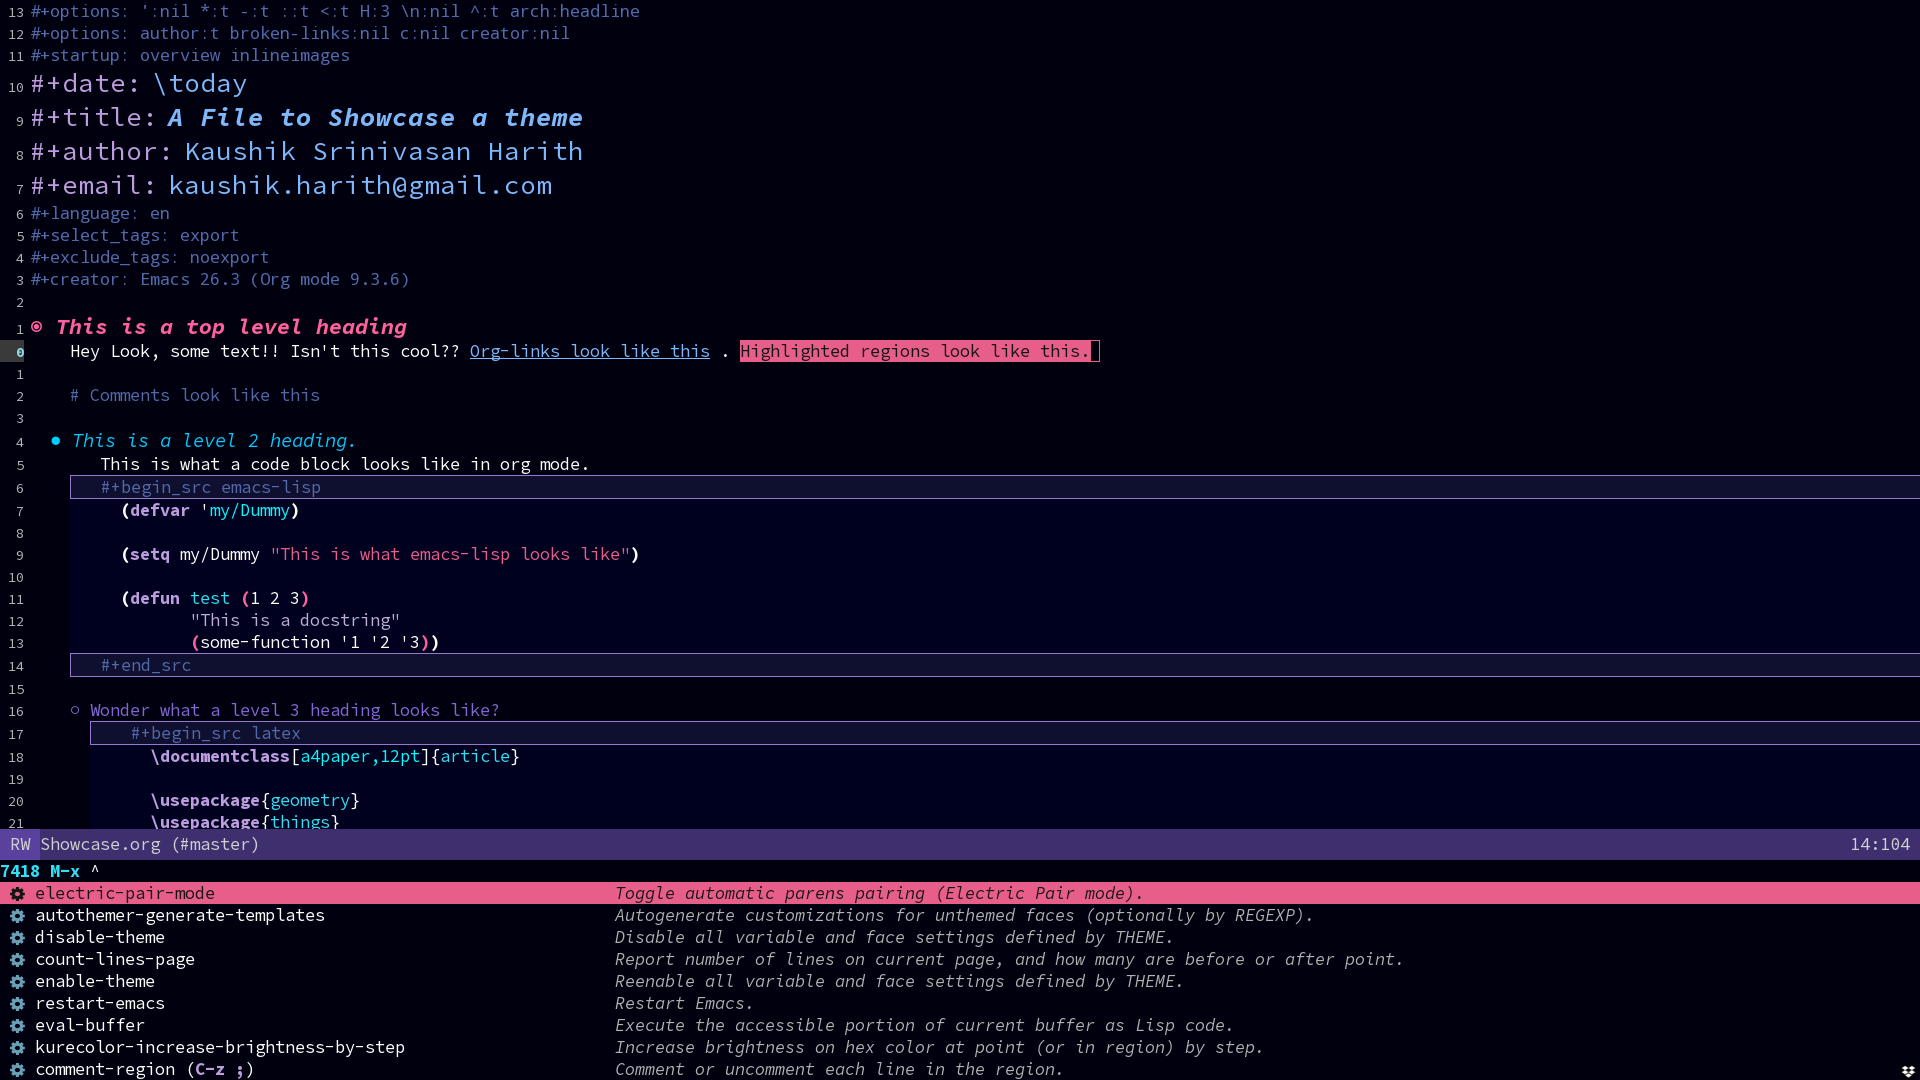 13 #+options: ':nil *:t -:t ::t <:t H:3 \n:nil ^:t arch:headline
12 #+options: author:t broken-links:nil c:nil creator:nil
11 #+startup: overview inlineimages
10 #+date: \today
9 #+title: A File to Showcase a theme
8 #+author: Kaushik Srinivasan Harith
7 #+email: kaushik.harith@gmail.com
6 #+language: en
5 #+select_tags: export
4 #+exclude_tags: noexport
3 #+creator: Emacs 26.3 (Org mode 9.3.6)
2
1 ◉ This is a top level heading
0 Hey Look, some text!! Isn't this cool?? Org-links look like this . Highlighted regions look like this.
1
2 # Comments look like this
3
4 ● This is a level 2 heading.
5 This is what a code block looks like in org mode.
6 #+begin_src emacs-lisp
7 (defvar 'my/Dummy)
8
9 (setq my/Dummy "This is what emacs-lisp looks like")
10
11 (defun test (1 2 3)
12 "This is a docstring"
13 (some-function '1 '2 '3))
14 #+end_src
15
16 ○ Wonder what a level 3 heading looks like?
17 #+begin_src latex
18 \documentclass[a4paper,12pt]{article}
19
20 \usepackage{geometry}
21 \usepackage{things}
RW Showcase.org (#master) 14:104
7418 M-x ^
electric-pair-mode Toggle automatic parens pairing (Electric Pair mode).
autothemer-generate-templates Autogenerate customizations for unthemed faces (optionally by REGEXP).
disable-theme Disable all variable and face settings defined by THEME.
count-lines-page Report number of lines on current page, and how many are before or after point.
enable-theme Reenable all variable and face settings defined by THEME.
restart-emacs Restart Emacs.
eval-buffer Execute the accessible portion of current buffer as Lisp code.
kurecolor-increase-brightness-by-step Increase brightness on hex color at point (or in region) by step.
comment-region (C-z ;) Comment or uncomment each line in the region.